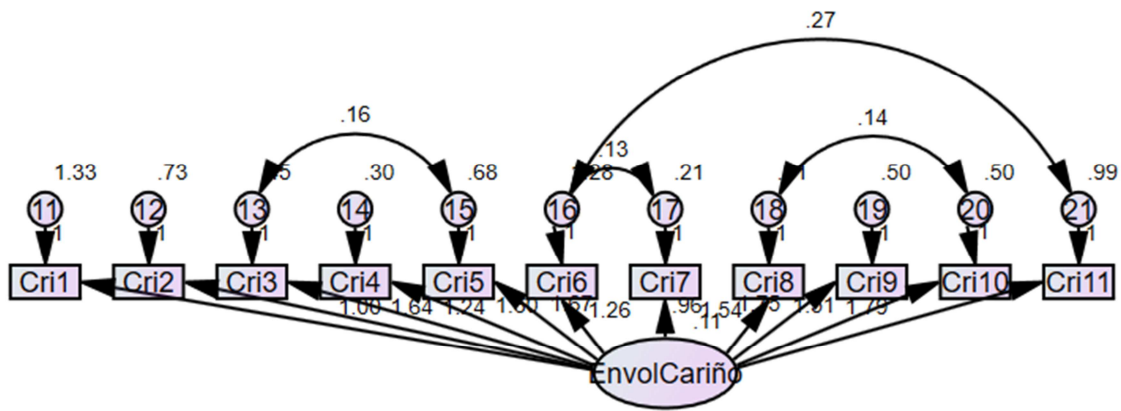 .27
.16
.14
.13
1.33 .73 .30 .68 .21 .50 .50 .99
11 12 13 14 15 16 17 18 19 20 21
1 1 1 1 1 1 1 1 1 1 1
Cri1 Cri2 Cri3 Cri4 Cri5 Cri6 Cri7 Cri8 Cri9 Cri10 Cri11
1.00 1.64 1.24 1.26 .96 1.54 1.79
.11
EnvolCariño